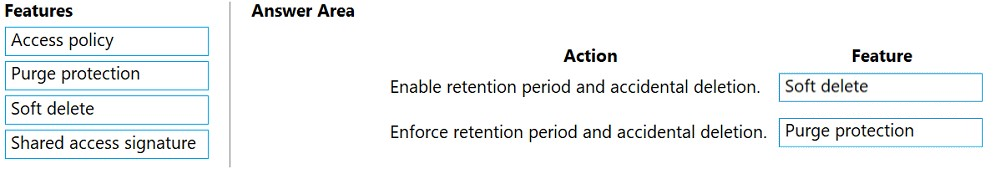 Features
Access policy
Purge protection
Soft delete
Shared access signature
Answer Area
Action Feature
Enable retention period and accidental deletion. Soft delete
Enforce retention period and accidental deletion. Purge protection